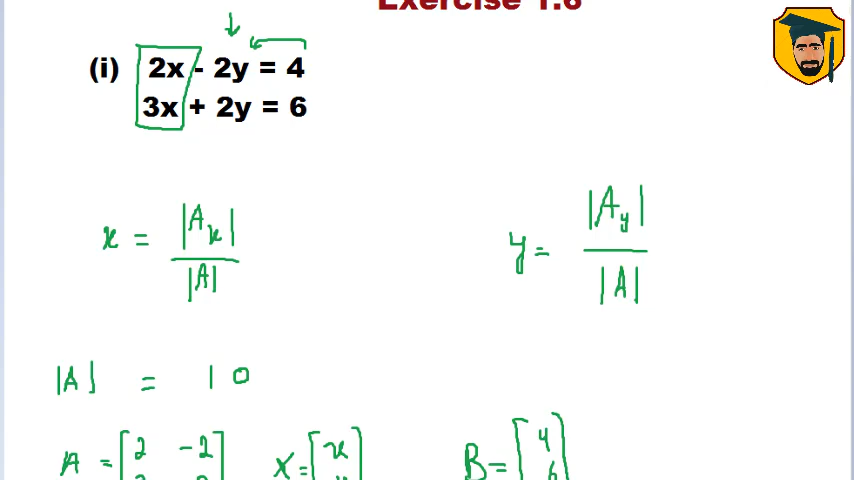 Exercise 1.6
(i) 2x - 2y = 4
3x + 2y = 6
x = |Ax| / |A|
y = |Ay| / |A|
|A| = 10
A = [2 -2 X = [x B = [4
6